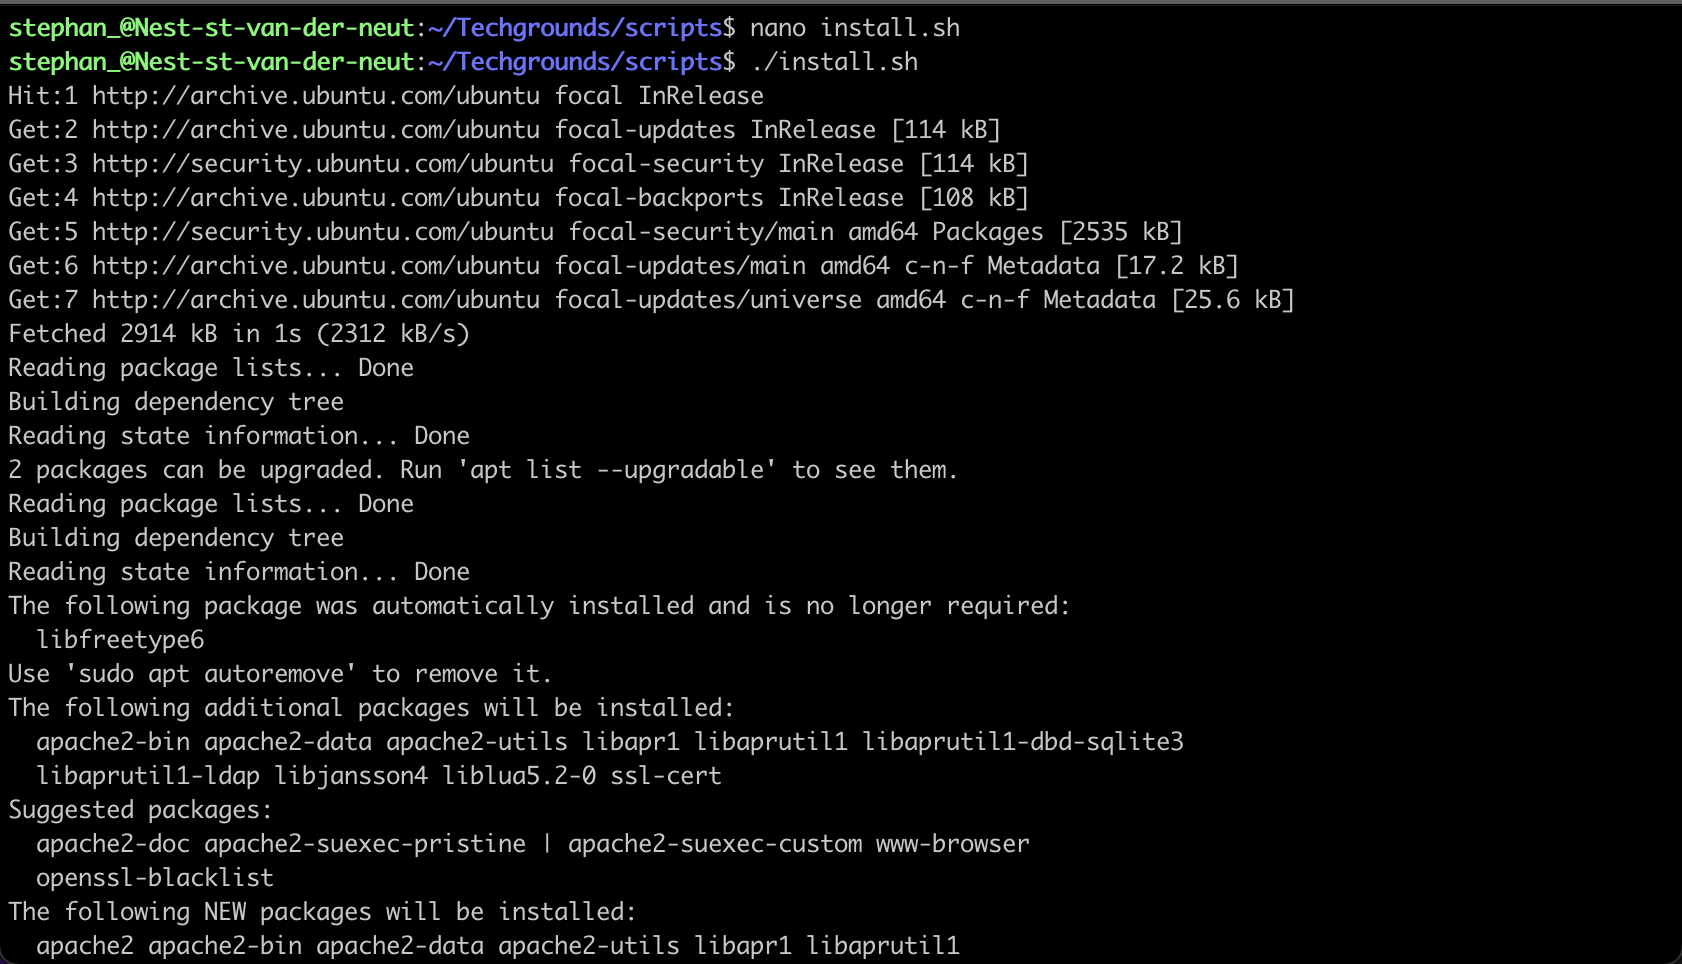 stephan_@Nest-st-van-der-neut:~/Techgrounds/scripts$ nano install.sh
stephan_@Nest-st-van-der-neut:~/Techgrounds/scripts$ ./install.sh
Hit:1 http://archive.ubuntu.com/ubuntu focal InRelease
Get:2 http://archive.ubuntu.com/ubuntu focal-updates InRelease [114 kB]
Get:3 http://security.ubuntu.com/ubuntu focal-security InRelease [114 kB]
Get:4 http://archive.ubuntu.com/ubuntu focal-backports InRelease [108 kB]
Get:5 http://security.ubuntu.com/ubuntu focal-security/main amd64 Packages [2535 kB]
Get:6 http://archive.ubuntu.com/ubuntu focal-updates/main amd64 c-n-f Metadata [17.2 kB]
Get:7 http://archive.ubuntu.com/ubuntu focal-updates/universe amd64 c-n-f Metadata [25.6 kB]
Fetched 2914 kB in 1s (2312 kB/s)
Reading package lists... Done
Building dependency tree
Reading state information... Done
2 packages can be upgraded. Run 'apt list --upgradable' to see them.
Reading package lists... Done
Building dependency tree
Reading state information... Done
The following package was automatically installed and is no longer required:
  libfreetype6
Use 'sudo apt autoremove' to remove it.
The following additional packages will be installed:
  apache2-bin apache2-data apache2-utils libapr1 libaprutil1 libaprutil1-dbd-sqlite3
  libaprutil1-ldap libjansson4 liblua5.2-0 ssl-cert
Suggested packages:
  apache2-doc apache2-suexec-pristine | apache2-suexec-custom www-browser
  openssl-blacklist
The following NEW packages will be installed:
  apache2 apache2-bin apache2-data apache2-utils libapr1 libaprutil1